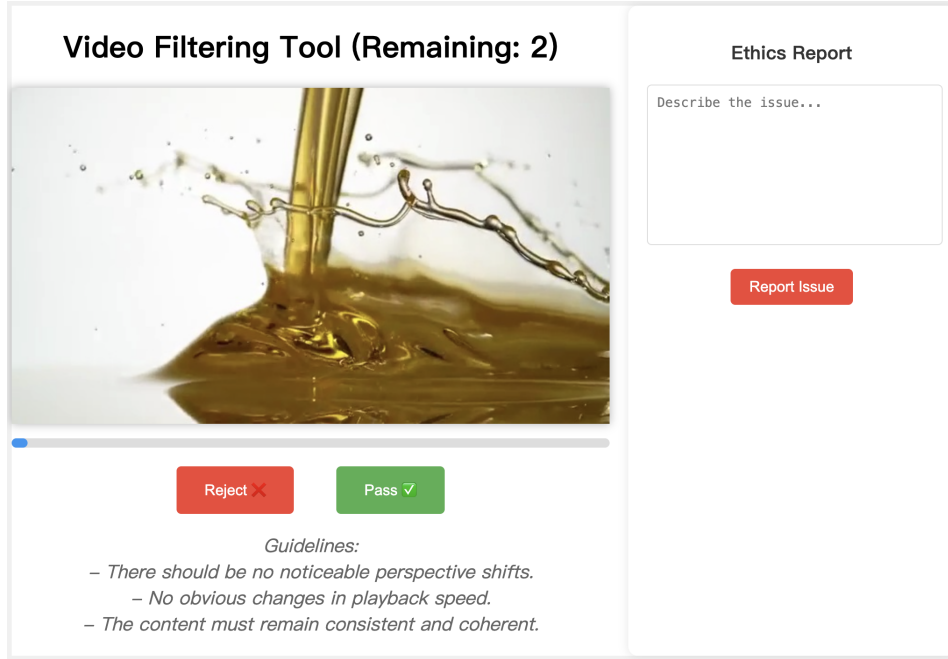 Video Filtering Tool (Remaining: 2)
Reject ❌
Pass ✅
Guidelines:
– There should be no noticeable perspective shifts.
– No obvious changes in playback speed.
– The content must remain consistent and coherent.
Ethics Report
Describe the issue...
Report Issue